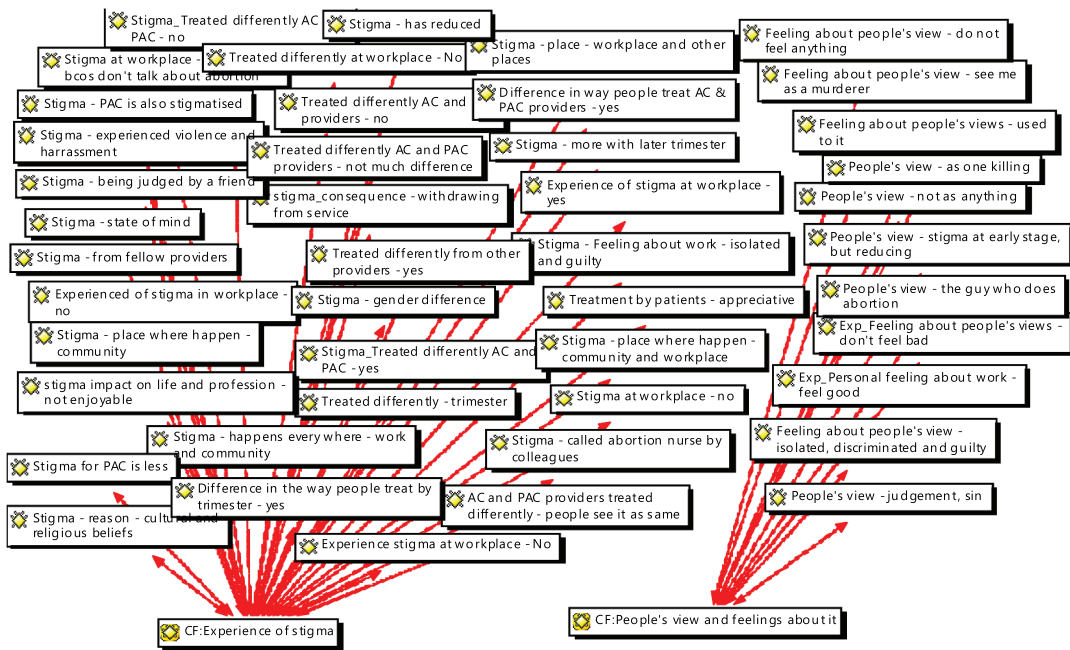 Stigma_Treated differently AC
PAC - no
Stigma - has reduced
Stigma at workplace -
bcos don't talk about abortion
Treated differently at workplace - No
Stigma - place - workplace and other
places
Stigma - PAC is also stigmatised
Treated differently AC and
providers - no
Difference in way people treat AC &
PAC providers - yes
Stigma - experienced violence and
harrassment
Treated differently AC and PAC
providers - not much difference
Stigma - more with later trimester
Stigma - being judged by a friend
stigma_consequence - withdrawing
from service
Experience of stigma at workplace -
yes
Stigma - state of mind
Stigma - from fellow providers
Treated differently from other
providers - yes
Stigma - Feeling about work - isolated
and guilty
Experienced of stigma in workplace -
no
Stigma - gender difference
Treatment by patients - appreciative
Stigma - place where happen -
community
Stigma_Treated differently AC and
PAC - yes
Stigma - place where happen -
community and workplace
stigma impact on life and profession -
not enjoyable
Treated differently - trimester
Stigma at workplace - no
Stigma - happens every where - work
and community
Stigma - called abortion nurse by
colleagues
Stigma for PAC is less
Difference in the way people treat by
trimester - yes
AC and PAC providers treated
differently - people see it as same
Stigma - reason - cultural and
religious beliefs
Experience stigma at workplace - No
CF:Experience of stigma
Feeling about people's view - do not
feel anything
Feeling about people's view - see me
as a murderer
Feeling about people's views - used
to it
People's view - as one killing
People's view - not as anything
People's view - stigma at early stage,
but reducing
People's view - the guy who does
abortion
Exp_Feeling about people's views -
don't feel bad
Exp_Personal feeling about work -
feel good
Feeling about people's view -
isolated, discriminated and guilty
People's view - judgement, sin
CF:People's view and feelings about it